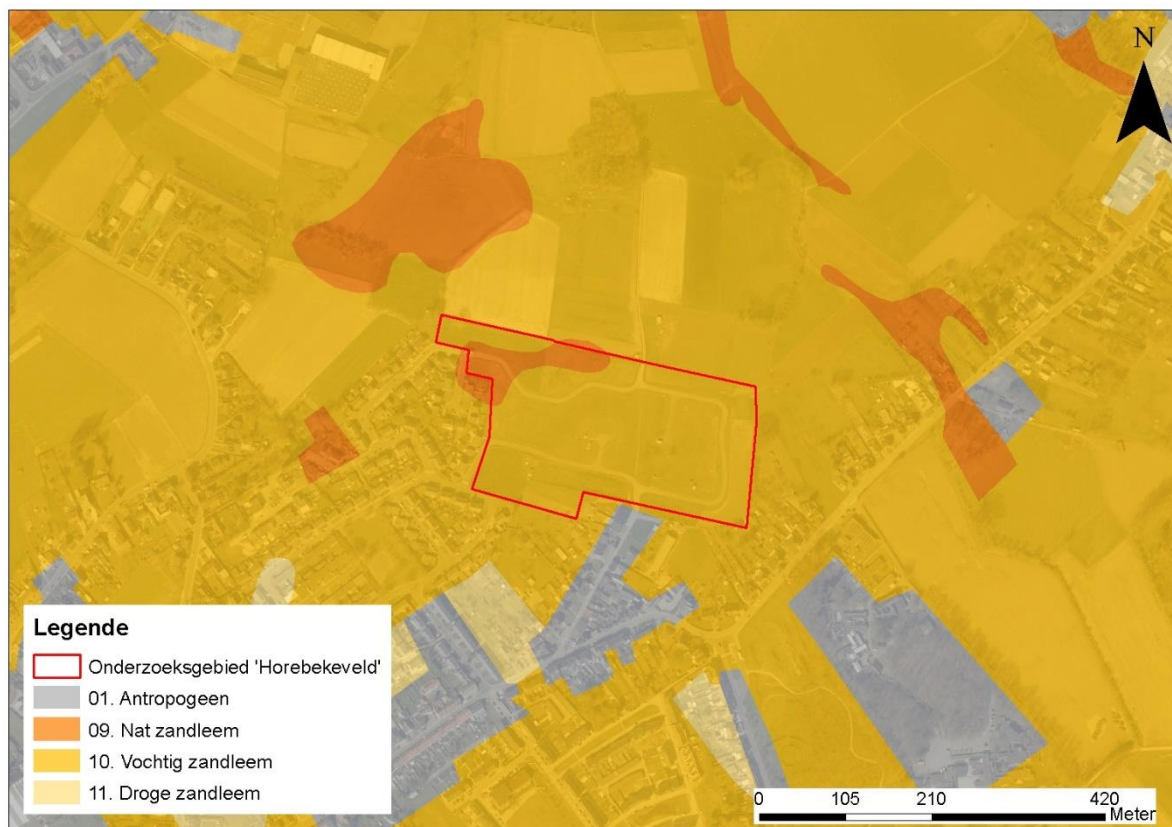 N
Legende
Onderzoeksgebied 'Horebekeveld'
01. Antropogeen
09. Nat zandleem
10. Vochtig zandleem
11. Droge zandleem
0 105 210 420
Meter